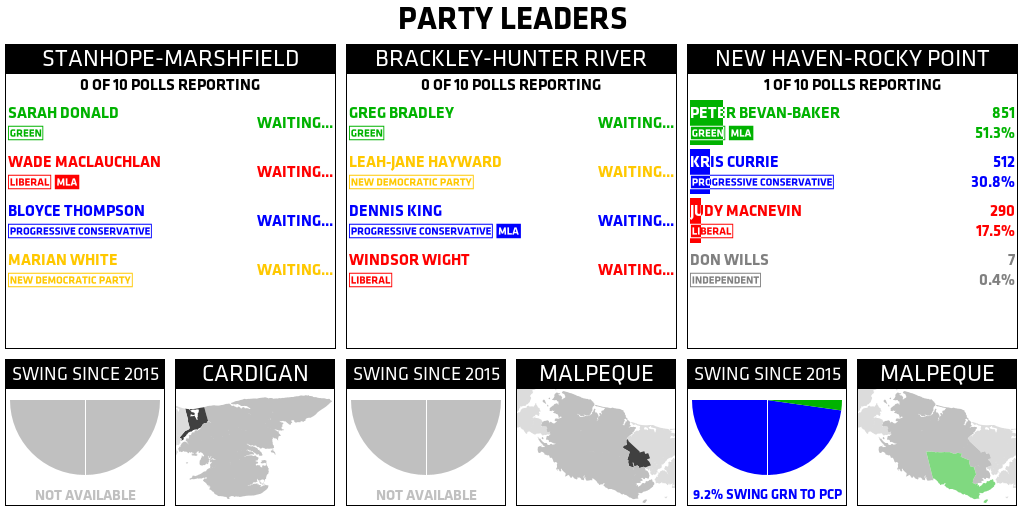 PARTY LEADERS
STANHOPE-MARSHFIELD
0 OF 10 POLLS REPORTING
SARAH DONALD
GREEN
WAITING...
WADE MACLAUCHLAN
LIBERAL MLA
WAITING...
BLOYCE THOMPSON
PROGRESSIVE CONSERVATIVE
WAITING...
MARIAN WHITE
NEW DEMOCRATIC PARTY
WAITING...
BRACKLEY-HUNTER RIVER
0 OF 10 POLLS REPORTING
GREG BRADLEY
GREEN
WAITING...
LEAH-JANE HAYWARD
NEW DEMOCRATIC PARTY
WAITING...
DENNIS KING
PROGRESSIVE CONSERVATIVE MLA
WAITING...
WINDSOR WIGHT
LIBERAL
WAITING...
NEW HAVEN-ROCKY POINT
1 OF 10 POLLS REPORTING
PETER BEVAN-BAKER 851
GREEN MLA 51.3%
KRIS CURRIE 512
PROGRESSIVE CONSERVATIVE 30.8%
JUDY MACNEVIN 290
LIBERAL 17.5%
DON WILLS 7
INDEPENDENT 0.4%
SWING SINCE 2015
NOT AVAILABLE
CARDIGAN
SWING SINCE 2015
NOT AVAILABLE
MALPEQUE
SWING SINCE 2015
9.2% SWING GRN TO PCP
MALPEQUE